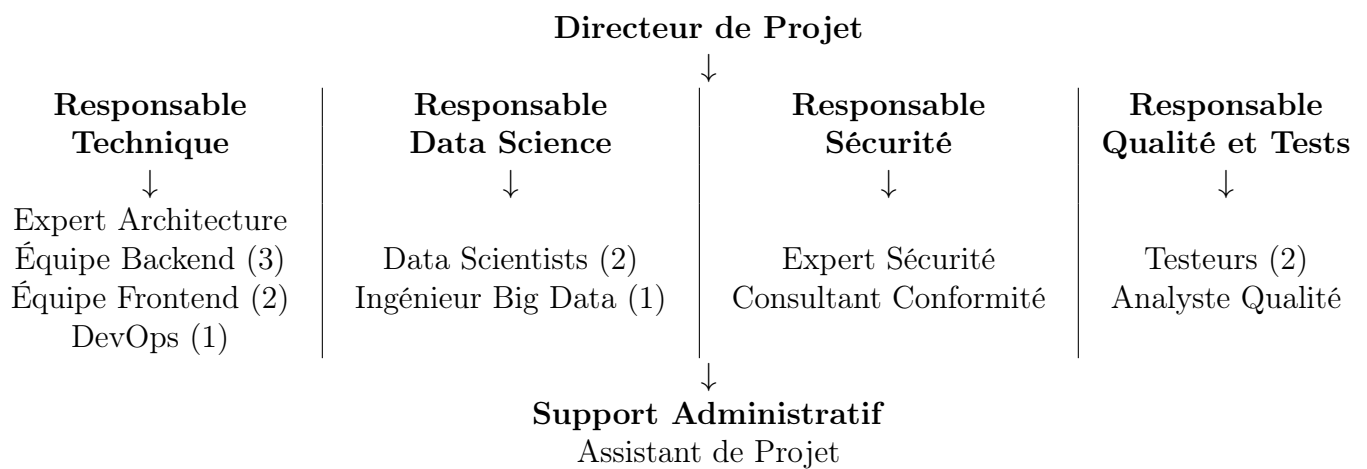 Directeur de Projet
↓
Responsable
Technique
↓
Expert Architecture
Équipe Backend (3)
Équipe Frontend (2)
DevOps (1)
Responsable
Data Science
↓
Data Scientists (2)
Ingénieur Big Data (1)
Responsable
Sécurité
↓
Expert Sécurité
Consultant Conformité
Responsable
Qualité et Tests
↓
Testeurs (2)
Analyste Qualité
↓
Support Administratif
Assistant de Projet